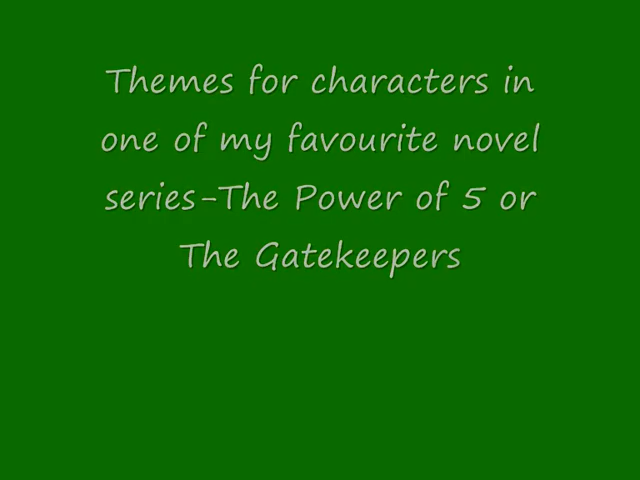 Themes for characters in
one of my favourite novel
series-The Power of 5 or
The Gatekeepers